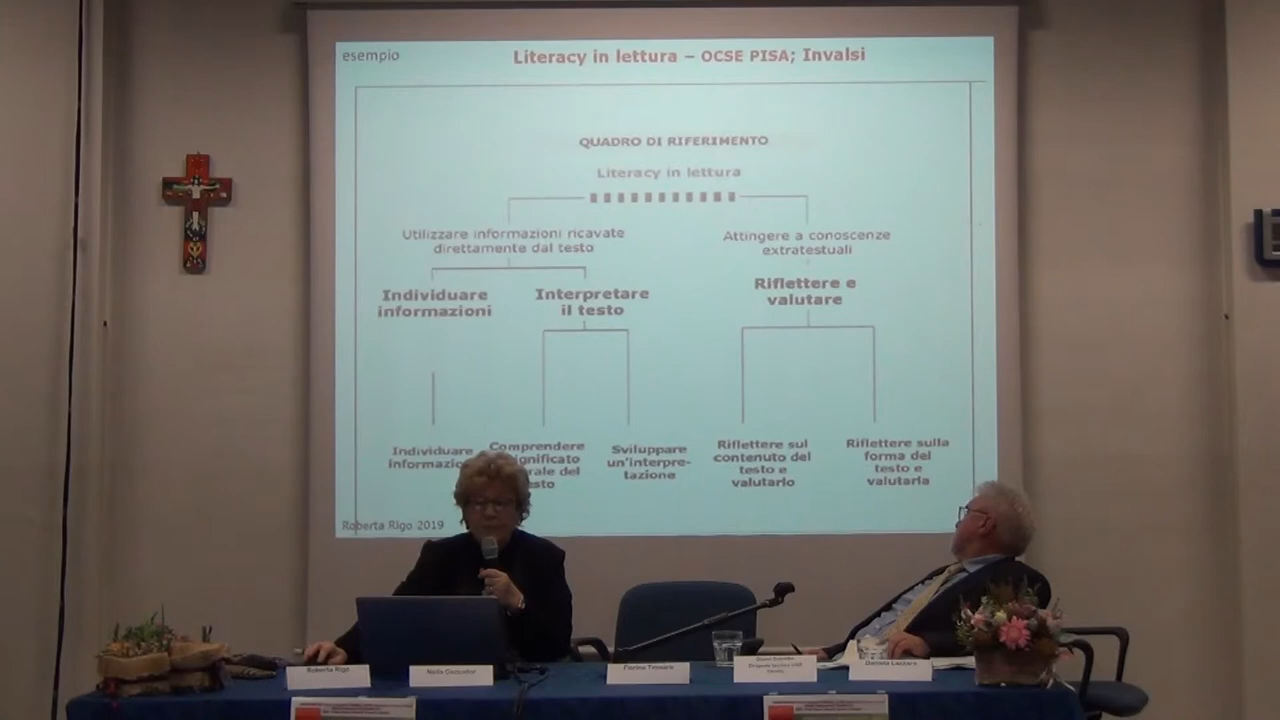 esempio
Literacy in lettura – OCSE PISA; Invalsi
QUADRO DI RIFERIMENTO
Literacy in lettura
Utilizzare informazioni ricavate
direttamente dal testo
Attingere a conoscenze
extratestuali
Individuare
informazioni
Interpretare
il testo
Riflettere e
valutare
Individuare
Comprendere
Sviluppare
un'interpre-
tazione
Riflettere sul
contenuto del
testo e
valutarlo
Riflettere sulla
forma del
testo e
valutarla
Roberta Rigo 2019
Roberta Rigo
Daniela Lazzaro